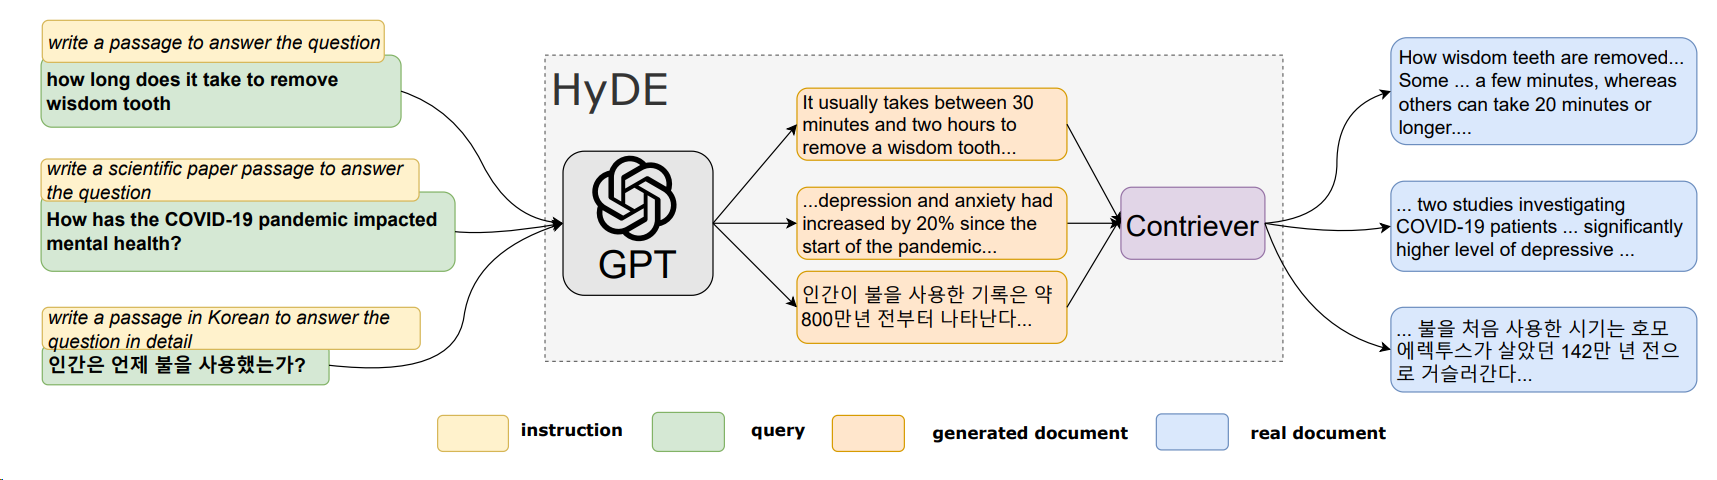 write a passage to answer the question
how long does it take to remove
wisdom tooth
write a scientific paper passage to answer
the question
How has the COVID-19 pandemic impacted
mental health?
write a passage in Korean to answer the
question in detail
인간은 언제 불을 사용했는가?
HyDE
GPT
It usually takes between 30
minutes and two hours to
remove a wisdom tooth...
...depression and anxiety had
increased by 20% since the
start of the pandemic...
인간이 불을 사용한 기록은 약
800만년 전부터 나타난다...
Contriever
How wisdom teeth are removed...
Some ... a few minutes, whereas
others can take 20 minutes or
longer....
... two studies investigating
COVID-19 patients ... significantly
higher level of depressive ...
... 불을 처음 사용한 시기는 호모
에렉투스가 살았던 142만 년 전으
로 거슬러간다...
instruction
query
generated document
real document